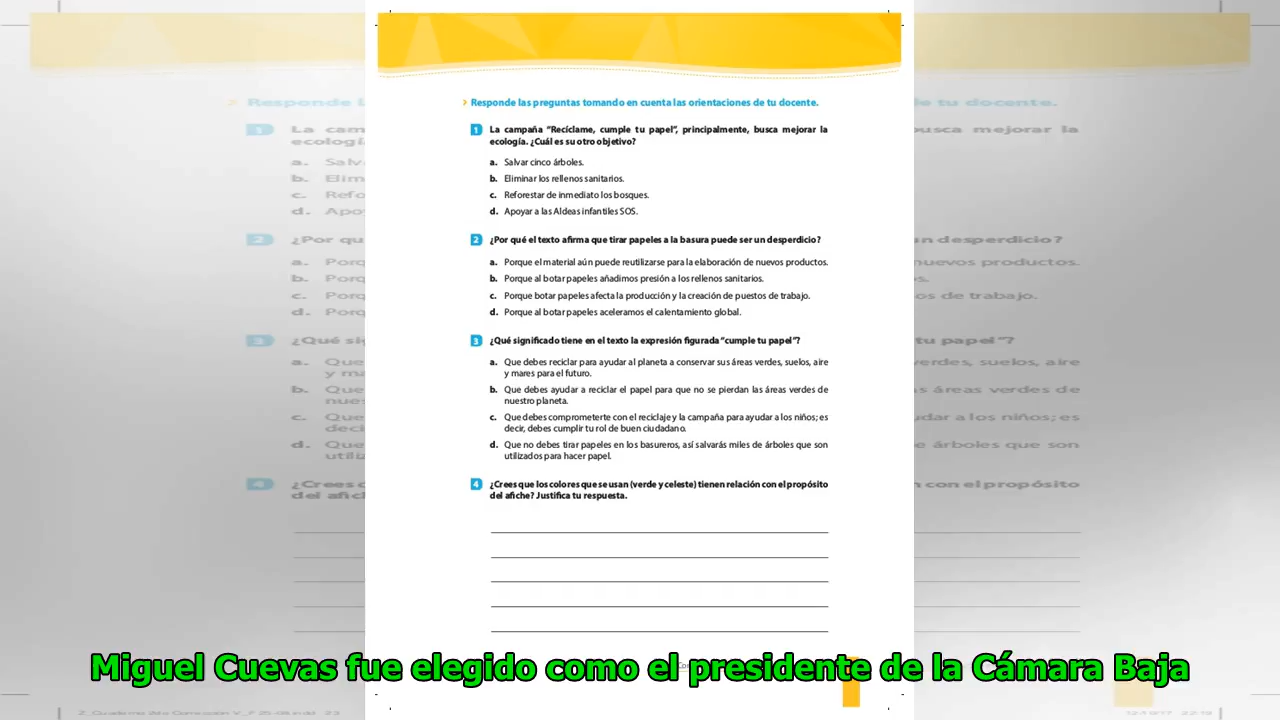 Responde las preguntas tomando en cuenta las orientaciones de tu docente.
1 La campaña “Recíclame, cumple tu papel”, principalmente, busca mejorar la
ecología. ¿Cuál es su otro objetivo?
a. Salvar cinco árboles.
b. Eliminar los rellenos sanitarios.
c. Reforestar de inmediato los bosques.
d. Apoyar a las Aldeas infantiles SOS.
2 ¿Por qué el texto afirma que tirar papeles a la basura puede ser un desperdicio?
a. Porque el material aún puede reutilizarse para la elaboración de nuevos productos.
b. Porque al botar papeles añadimos presión a los rellenos sanitarios.
c. Porque botar papeles afecta la producción y la creación de puestos de trabajo.
d. Porque al botar papeles aceleramos el calentamiento global.
3 ¿Qué significado tiene en el texto la expresión figurada “cumple tu papel”?
a. Que debes reciclar para ayudar al planeta a conservar sus áreas verdes, suelos, aire
y mares para el futuro.
b. Que debes ayudar a reciclar el papel para que no se pierdan las áreas verdes de
nuestro planeta.
c. Que debes comprometerte con el reciclaje y la campaña para ayudar a los niños; es
decir, debes cumplir tu rol de buen ciudadano.
d. Que no debes tirar papeles en los basureros, así salvarás miles de árboles que son
utilizados para hacer papel.
4 ¿Crees que los colores que se usan (verde y celeste) tienen relación con el propósito
del afiche? Justifica tu respuesta.
Miguel Cuevas fue elegido como el presidente de la Cámara Baja